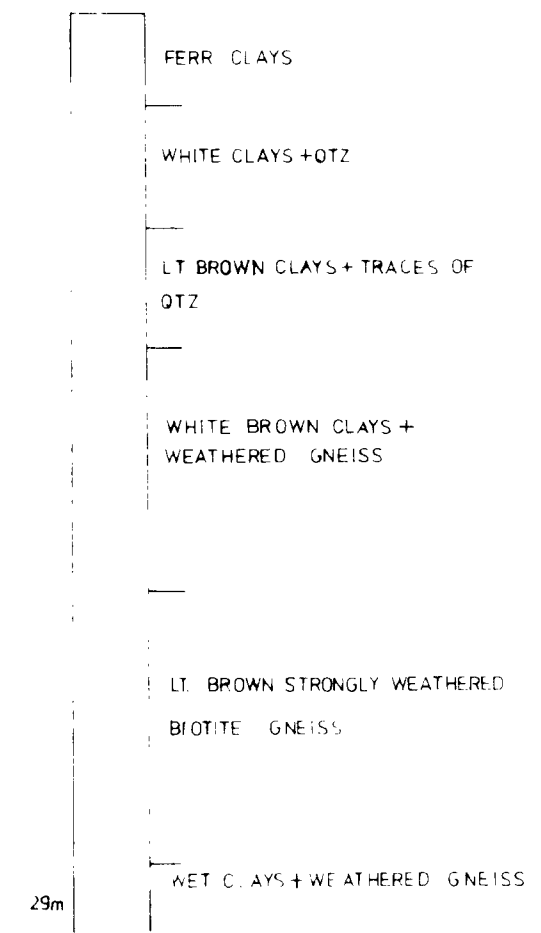 FERR CLAYS
WHITE CLAYS + QTZ
LT BROWN CLAYS + TRACES OF
QTZ
WHITE BROWN CLAYS +
WEATHERED GNEISS
LT. BROWN STRONGLY WEATHERED
BIOTITE GNEISS
WET CLAYS + WEATHERED GNEISS
29m